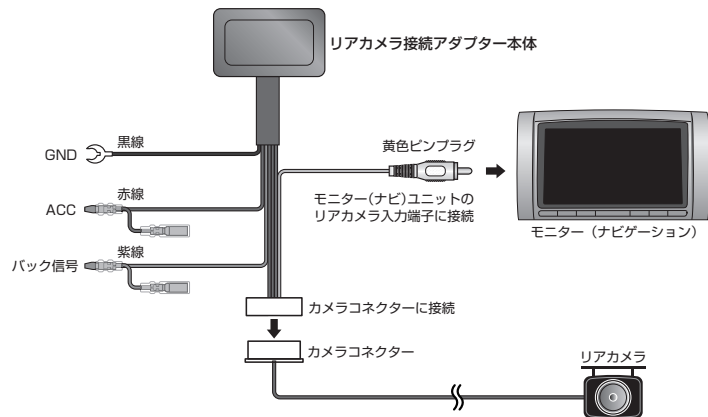 リアカメラ接続アダプター本体
黒線
GND
黄色ピンプラグ
赤線
ACC
モニター(ナビ)ユニットの
リアカメラ入力端子に接続
モニター（ナビゲーション）
紫線
バック信号
カメラコネクターに接続
カメラコネクター
リアカメラ